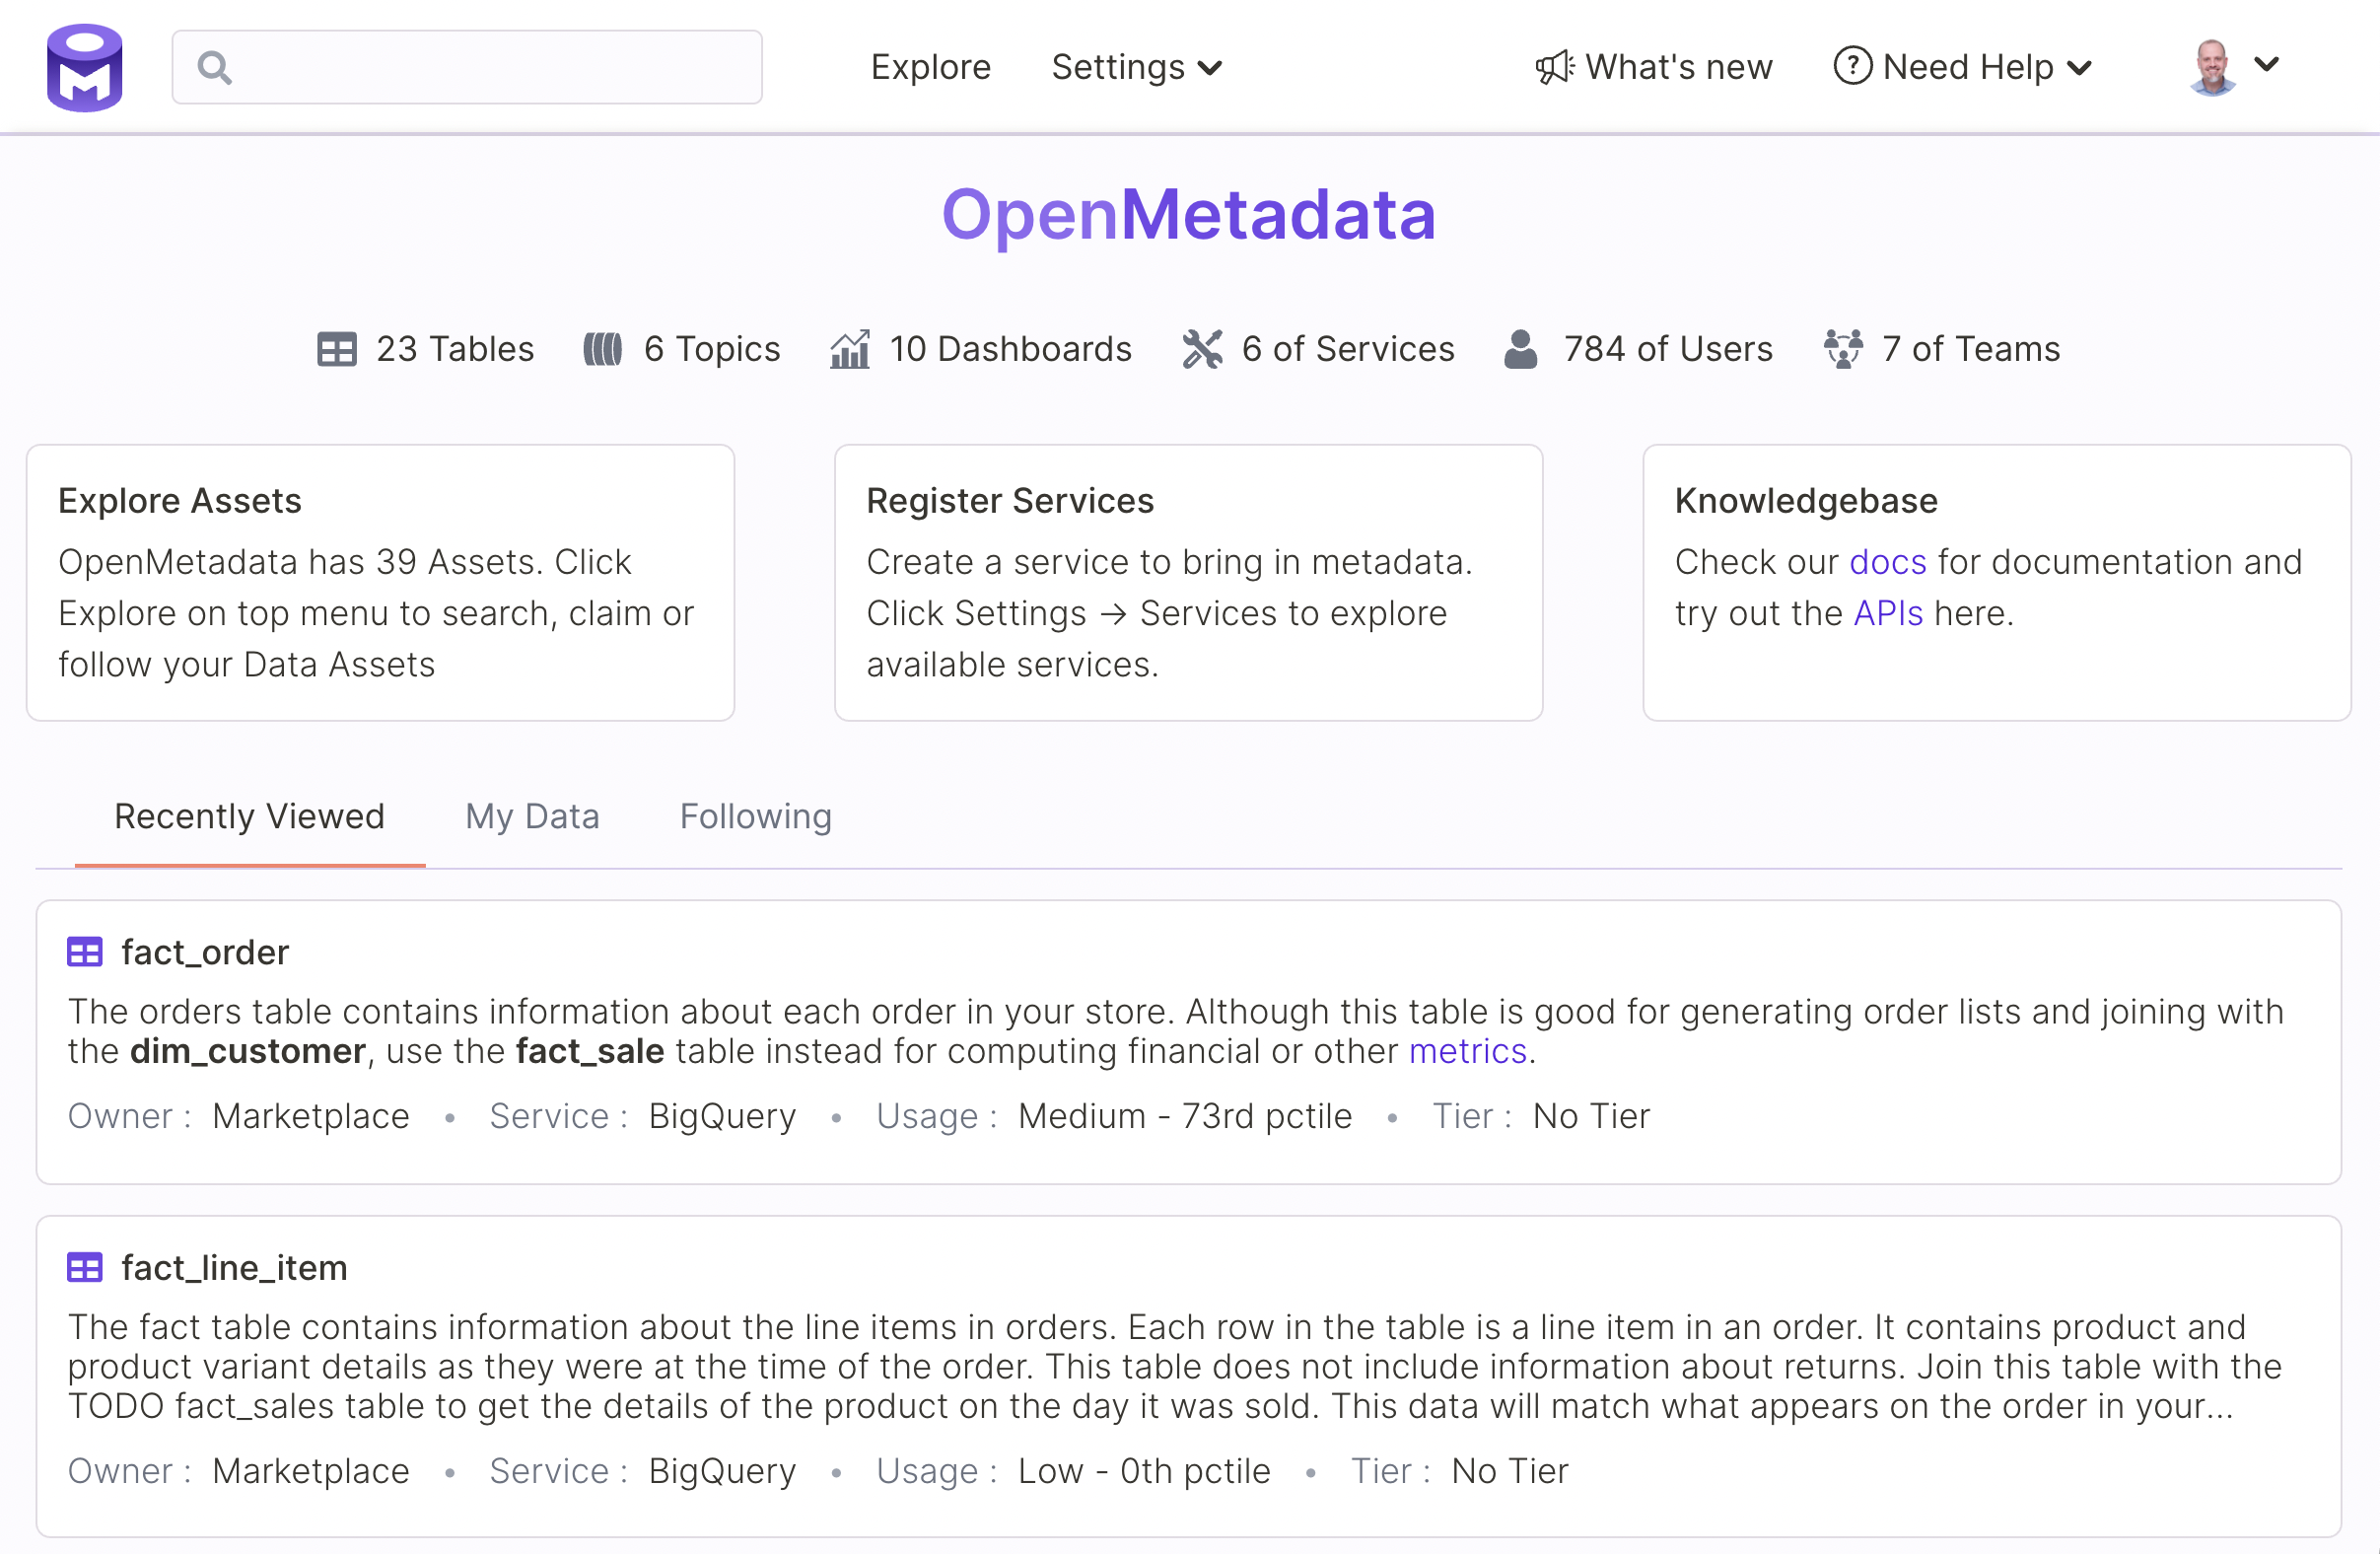 Explore Settings What's new Need Help
OpenMetadata
23 Tables 6 Topics 10 Dashboards 6 of Services 784 of Users 7 of Teams
Explore Assets
OpenMetadata has 39 Assets. Click
Explore on top menu to search, claim or
follow your Data Assets
Register Services
Create a service to bring in metadata.
Click Settings → Services to explore
available services.
Knowledgebase
Check our docs for documentation and
try out the APIs here.
Recently Viewed My Data Following
fact_order
The orders table contains information about each order in your store. Although this table is good for generating order lists and joining with
the dim_customer, use the fact_sale table instead for computing financial or other metrics.
Owner : Marketplace • Service : BigQuery • Usage : Medium - 73rd pctile • Tier : No Tier
fact_line_item
The fact table contains information about the line items in orders. Each row in the table is a line item in an order. It contains product and
product variant details as they were at the time of the order. This table does not include information about returns. Join this table with the
TODO fact_sales table to get the details of the product on the day it was sold. This data will match what appears on the order in your...
Owner : Marketplace • Service : BigQuery • Usage : Low - 0th pctile • Tier : No Tier